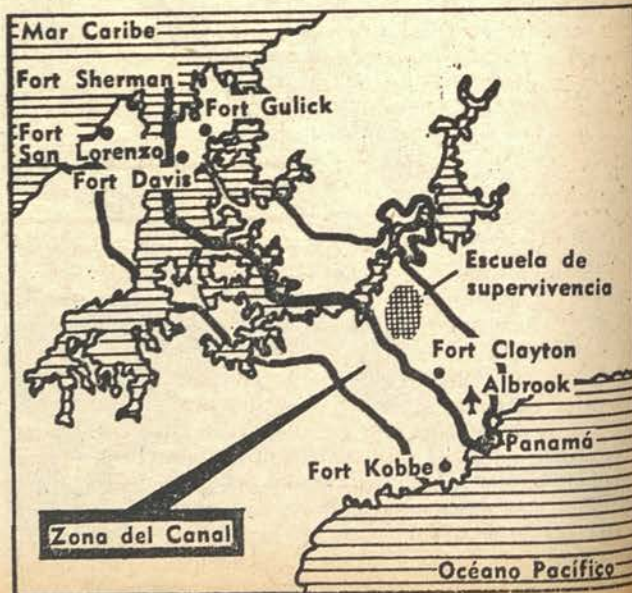 Mar Caribe
Fort Sherman
Fort Gulick
Fort
San Lorenzo
Fort Davis
Escuela de
supervivencia
Fort Clayton
Albrook
Panamá
Fort Kobbe
Zona del Canal
Océano Pacífico